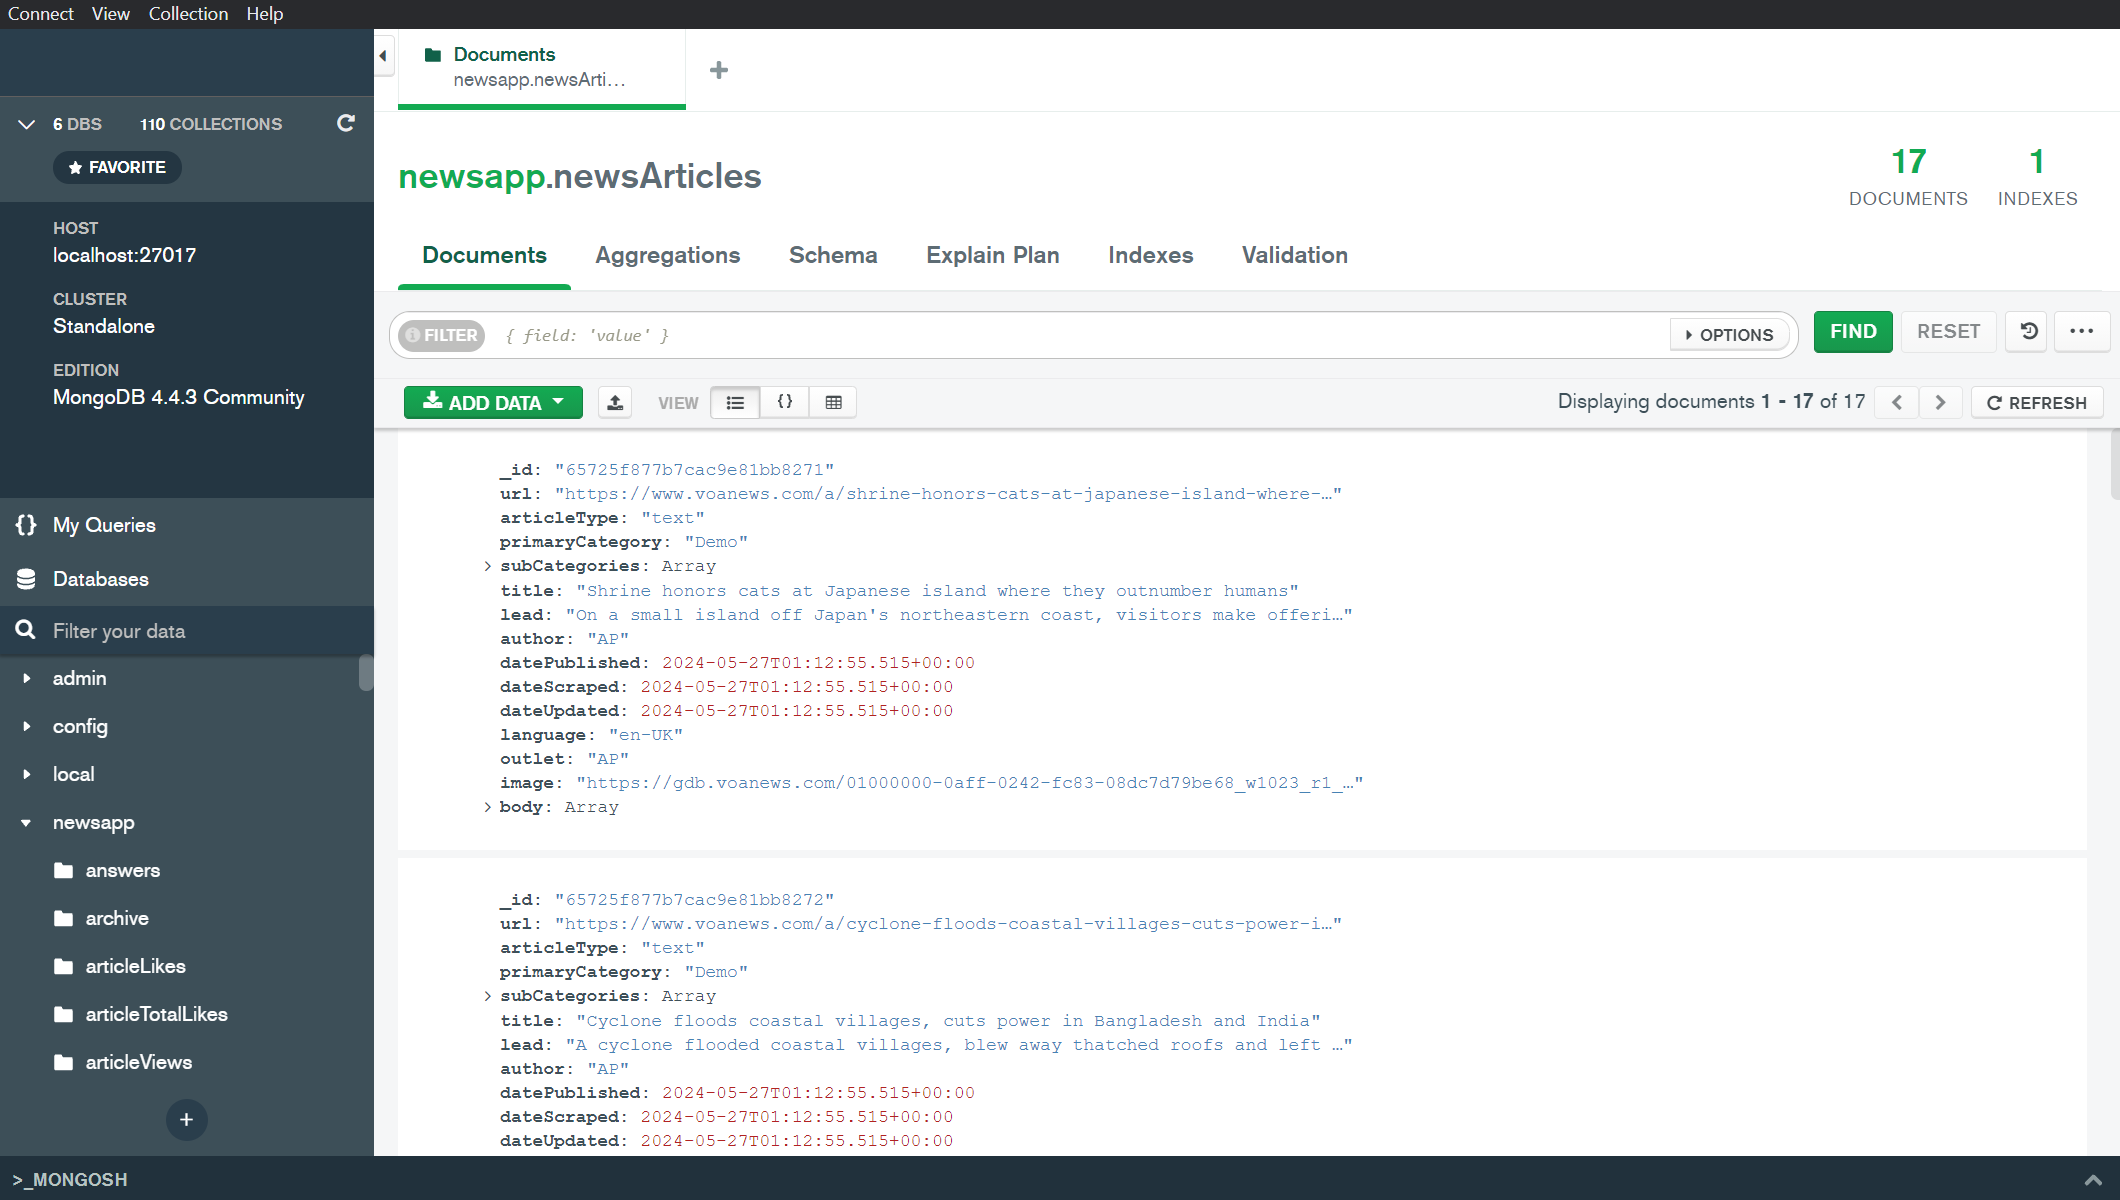 Connect View Collection Help
Documents
newsapp.newsArti...
6 DBS 110 COLLECTIONS
FAVORITE
HOST
localhost:27017
CLUSTER
Standalone
EDITION
MongoDB 4.4.3 Community
My Queries
Databases
Filter your data
admin
config
local
newsapp
answers
archive
articleLikes
articleTotalLikes
articleViews
+
newsapp.newsArticles
17
DOCUMENTS
1
INDEXES
Documents Aggregations Schema Explain Plan Indexes Validation
FILTER { field: 'value' } OPTIONS FIND RESET ...
ADD DATA VIEW {} Displaying documents 1 - 17 of 17 REFRESH
_id: "65725f877b7cac9e81bb8271"
url: "https://www.voanews.com/a/shrine-honors-cats-at-japanese-island-where-…"
articleType: "text"
primaryCategory: "Demo"
subCategories: Array
title: "Shrine honors cats at Japanese island where they outnumber humans"
lead: "On a small island off Japan's northeastern coast, visitors make offeri…"
author: "AP"
datePublished: 2024-05-27T01:12:55.515+00:00
dateScraped: 2024-05-27T01:12:55.515+00:00
dateUpdated: 2024-05-27T01:12:55.515+00:00
language: "en-UK"
outlet: "AP"
image: "https://gdb.voanews.com/01000000-0aff-0242-fc83-08dc7d79be68_w1023_r1_…"
body: Array
_id: "65725f877b7cac9e81bb8272"
url: "https://www.voanews.com/a/cyclone-floods-coastal-villages-cuts-power-i…"
articleType: "text"
primaryCategory: "Demo"
subCategories: Array
title: "Cyclone floods coastal villages, cuts power in Bangladesh and India"
lead: "A cyclone flooded coastal villages, blew away thatched roofs and left …"
author: "AP"
datePublished: 2024-05-27T01:12:55.515+00:00
dateScraped: 2024-05-27T01:12:55.515+00:00
dateUpdated: 2024-05-27T01:12:55.515+00:00
>_MONGOSH